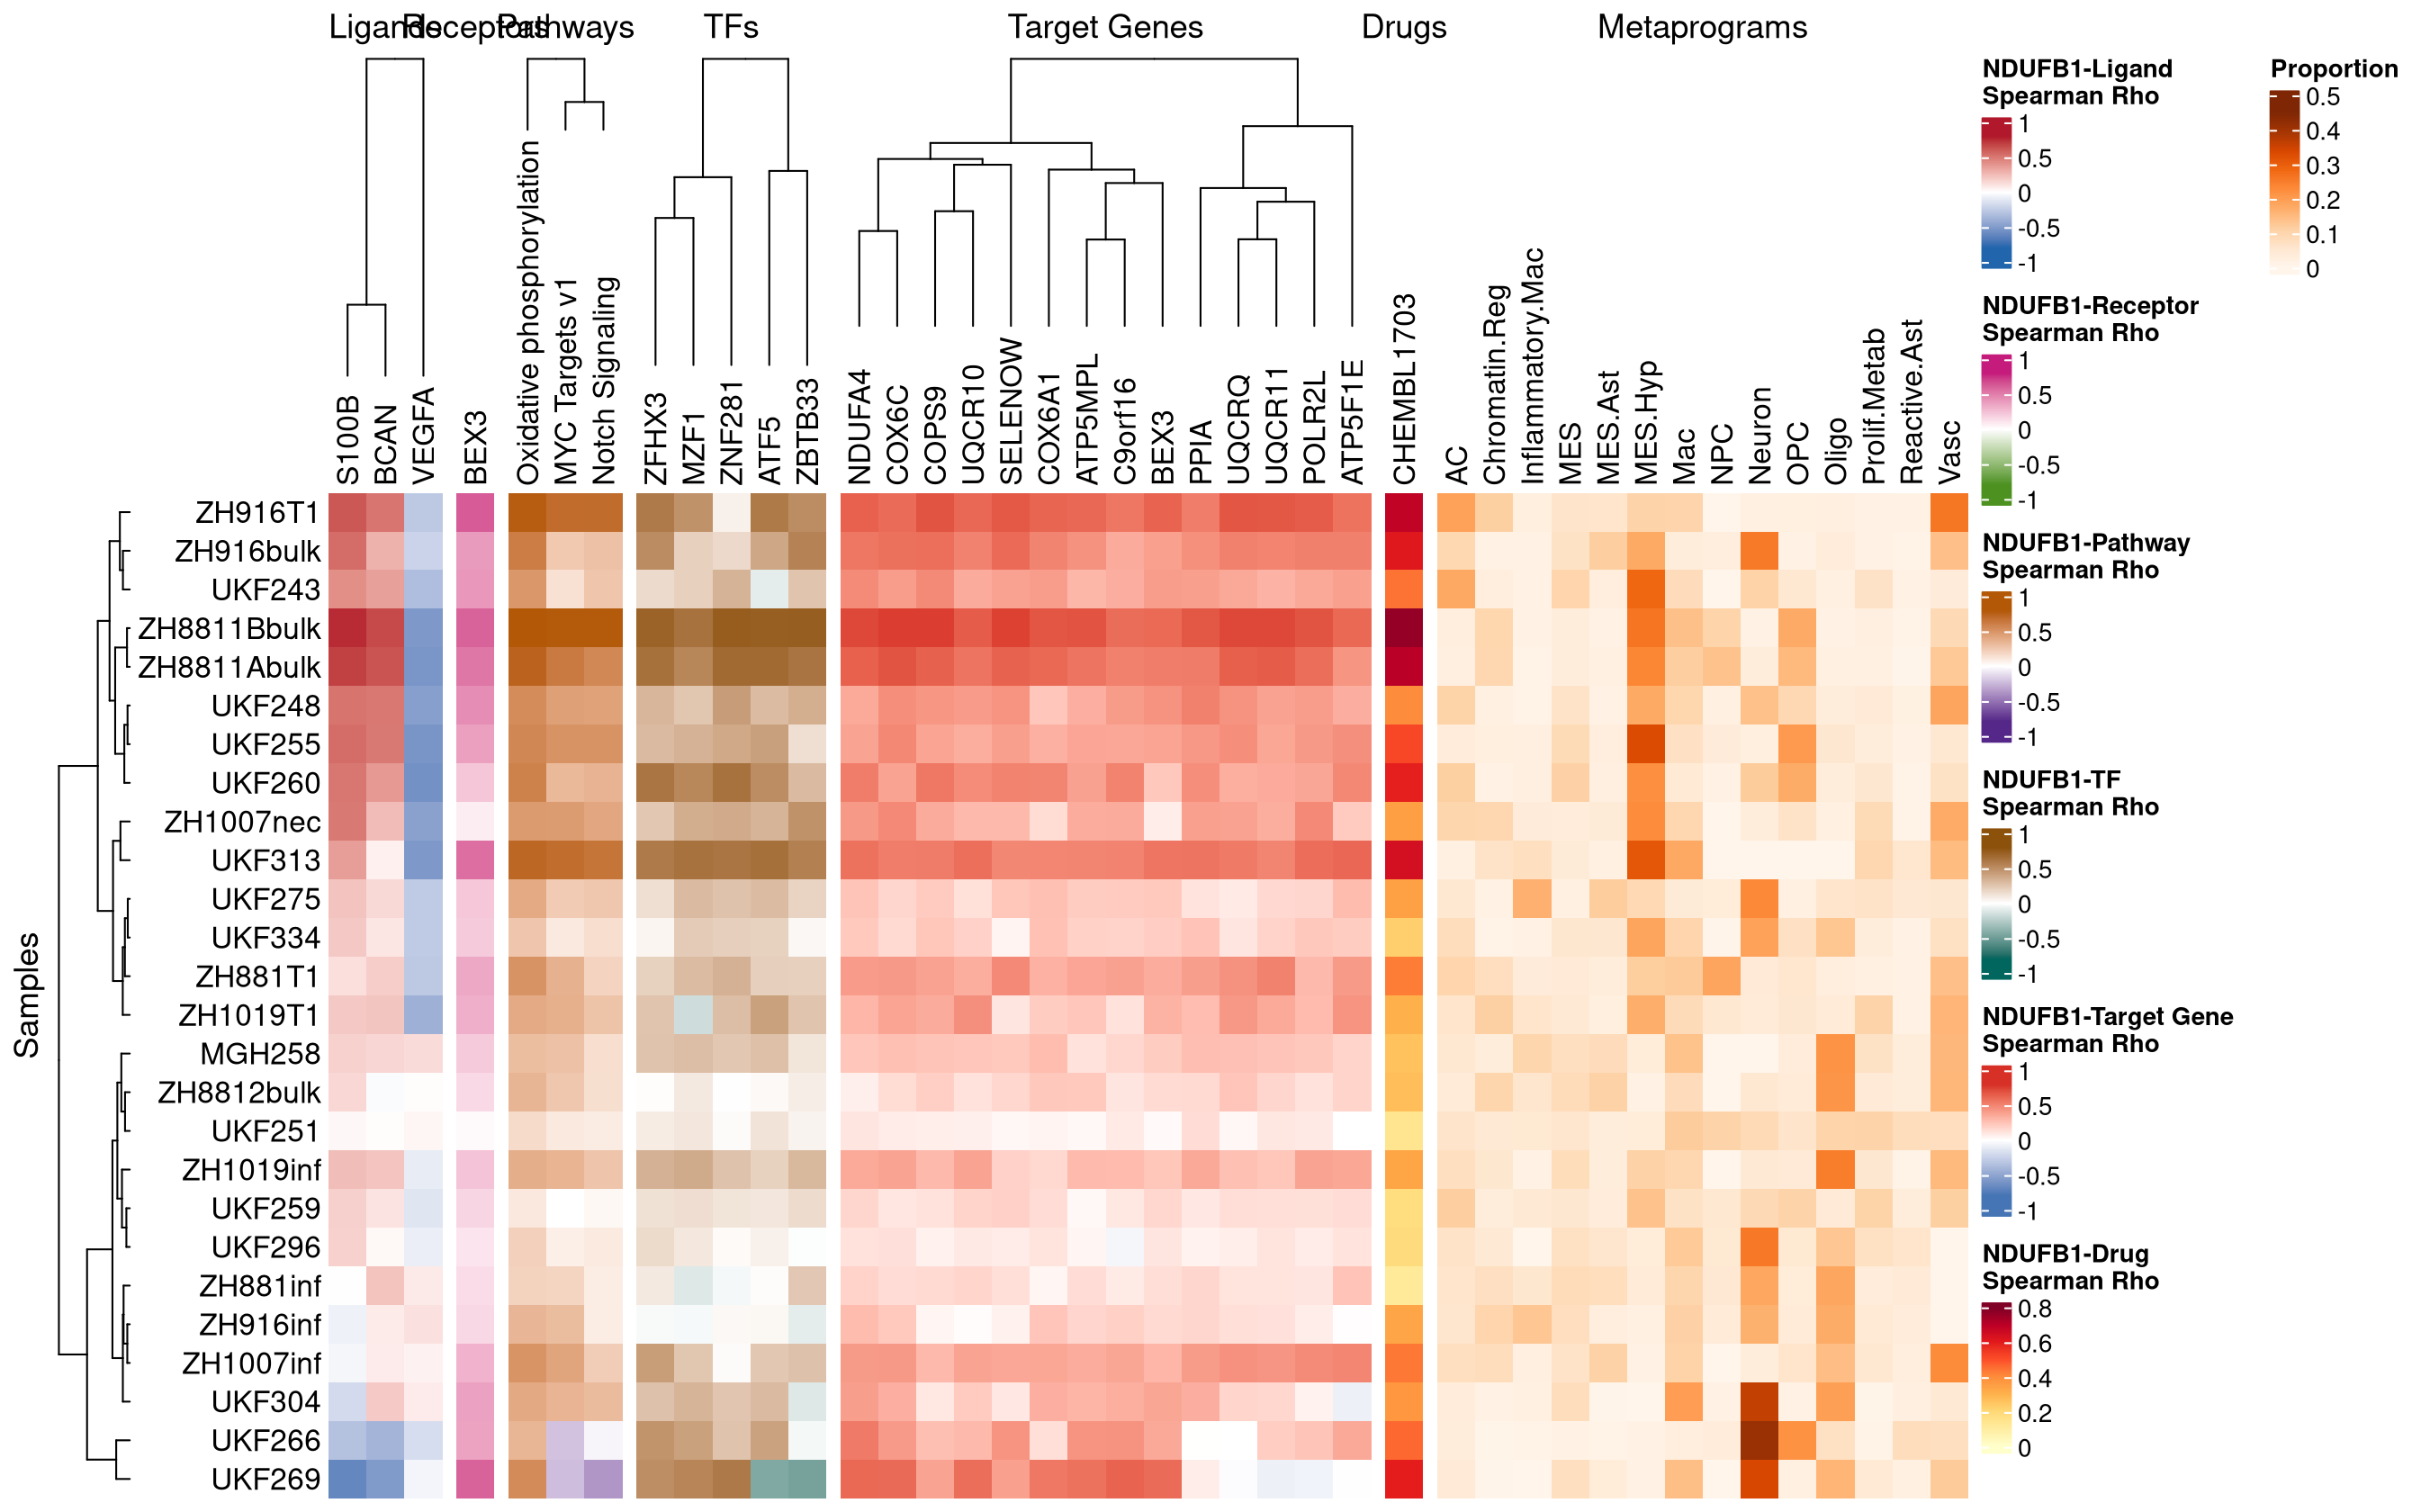 Ligands Receptors Pathways TFs Target Genes Drugs Metaprograms
S100B
BCAN
VEGFA
BEX3
Oxidative phosphorylation
MYC Targets v1
Notch Signaling
ZFHX3
MZF1
ZNF281
ATF5
ZBTB33
NDUFA4
COX6C
COPS9
UQCR10
SELENOW
COX6A1
ATP5MPL
C9orf16
BEX3
PPIA
UQCRQ
UQCR11
POLR2L
ATP5F1E
CHEMBL1703
AC
Chromatin.Reg
Inflammatory.Mac
MES
MES.Ast
MES.Hyp
Mac
NPC
Neuron
OPC
Oligo
Prolif.Metab
Reactive.Ast
Vasc
Samples
ZH916T1
ZH916bulk
UKF243
ZH8811Bbulk
ZH8811Abulk
UKF248
UKF255
UKF260
ZH1007nec
UKF313
UKF275
UKF334
ZH881T1
ZH1019T1
MGH258
ZH8812bulk
UKF251
ZH1019inf
UKF259
UKF296
ZH881inf
ZH916inf
ZH1007inf
UKF304
UKF266
UKF269
NDUFB1-Ligand
Spearman Rho
1
0.5
0
-0.5
-1
NDUFB1-Receptor
Spearman Rho
1
0.5
0
-0.5
-1
NDUFB1-Pathway
Spearman Rho
1
0.5
0
-0.5
-1
NDUFB1-TF
Spearman Rho
1
0.5
0
-0.5
-1
NDUFB1-Target Gene
Spearman Rho
1
0.5
0
-0.5
-1
NDUFB1-Drug
Spearman Rho
0.8
0.6
0.4
0.2
0
Proportion
0.5
0.4
0.3
0.2
0.1
0